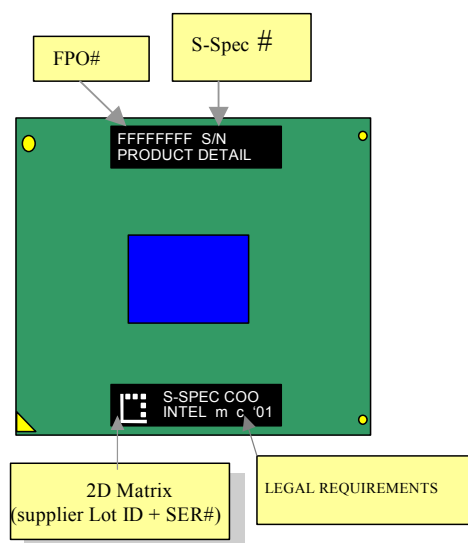 FPO#
S-Spec #
FFFFFFFF S/N
PRODUCT DETAIL
S-SPEC COO
INTEL m c '01
2D Matrix
(supplier Lot ID + SER#)
LEGAL REQUIREMENTS